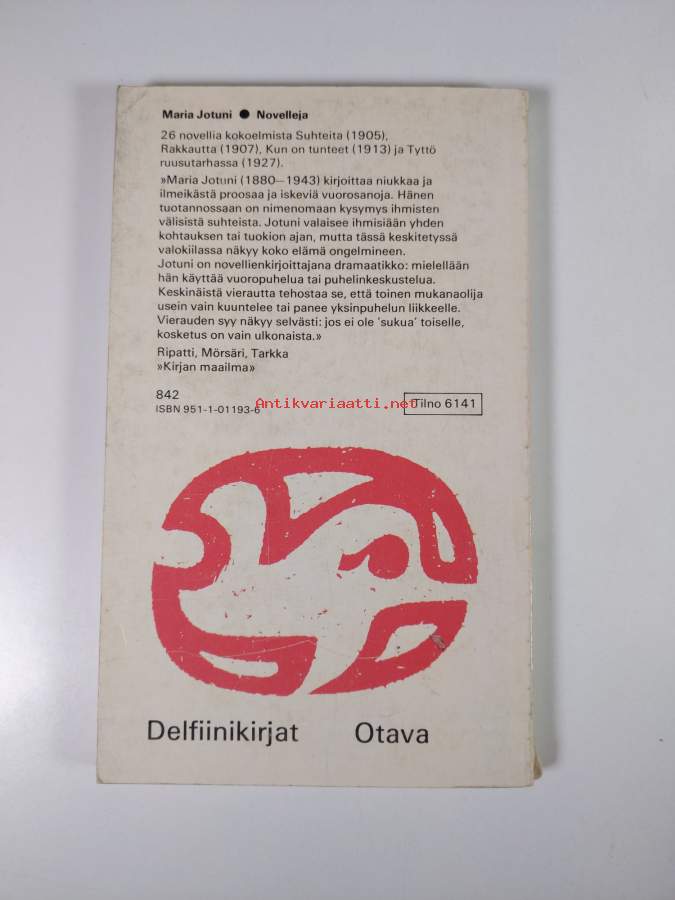 Maria Jotuni ● Novelleja
26 novellia kokoelmista Suhteita (1905),
Rakkautta (1907), Kun on tunteet (1913) ja Tyttö
ruusutarhassa (1927).
»Maria Jotuni (1880—1943) kirjoittaa niukkaa ja
ilmeikästä proosaa ja iskeviä vuorosanoja. Hänen
tuotannossaan on nimenomaan kysymys ihmisten
välisistä suhteista. Jotuni valaisee ihmisiään yhden
kohtauksen tai tuokion ajan, mutta tässä keskitetyssä
valokiilassa näkyy koko elämä ongelmineen.
Jotuni on novellienkirjoittajana dramaatikko: mielellään
hän käyttää vuoropuhelua tai puhelinkeskustelua.
Keskinäistä vierautta tehostaa se, että toinen mukanaolija
usein vain kuuntelee tai panee yksinpuhelun liikkeelle.
Vierauden syy näkyy selvästi: jos ei ole 'sukua' toiselle,
kosketus on vain ulkonaista.»
Ripatti, Mörsäri, Tarkka
»Kirjan maailma»
842
ISBN 951-1-01193-6
Antikvariaatti.net
Tilno 6141
Delfiinikirjat Otava